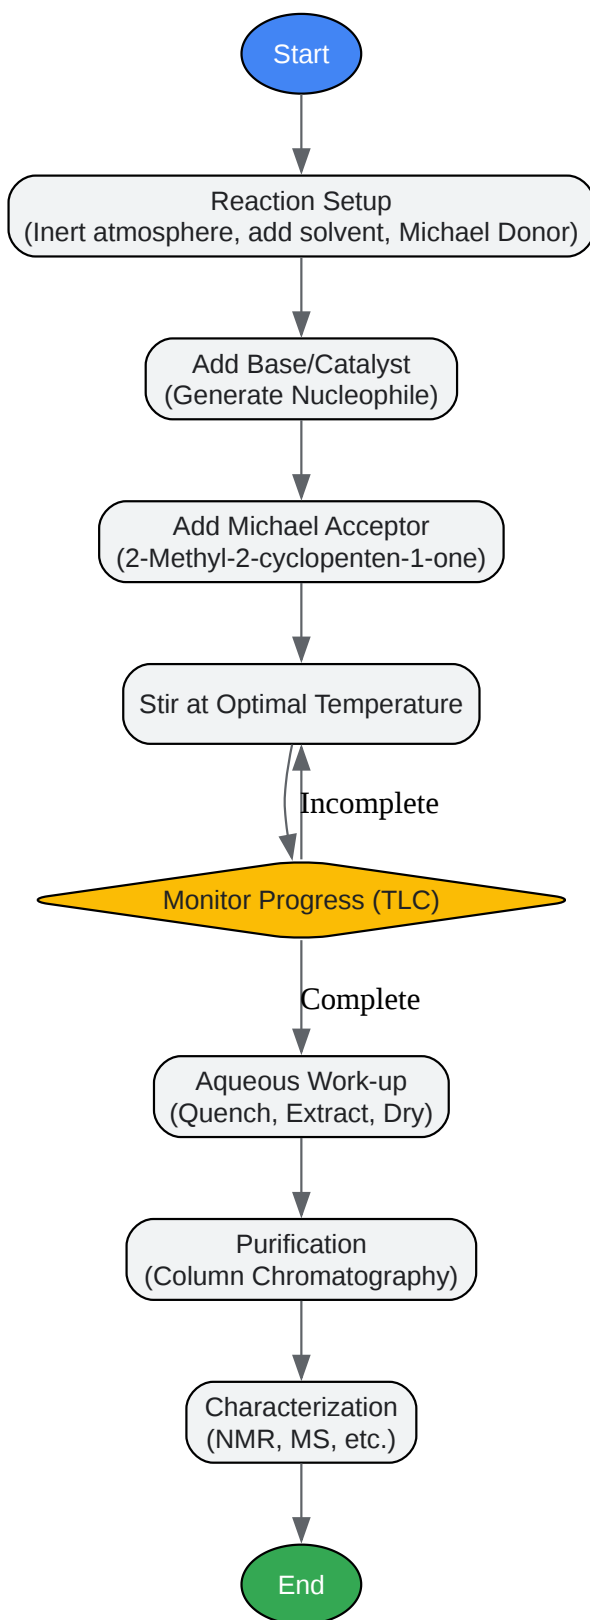 Start
Reaction Setup
(Inert atmosphere, add solvent, Michael Donor)
Add Base/Catalyst
(Generate Nucleophile)
Add Michael Acceptor
(2-Methyl-2-cyclopenten-1-one)
Stir at Optimal Temperature
Incomplete
Monitor Progress (TLC)
Complete
Aqueous Work-up
(Quench, Extract, Dry)
Purification
(Column Chromatography)
Characterization
(NMR, MS, etc.)
End